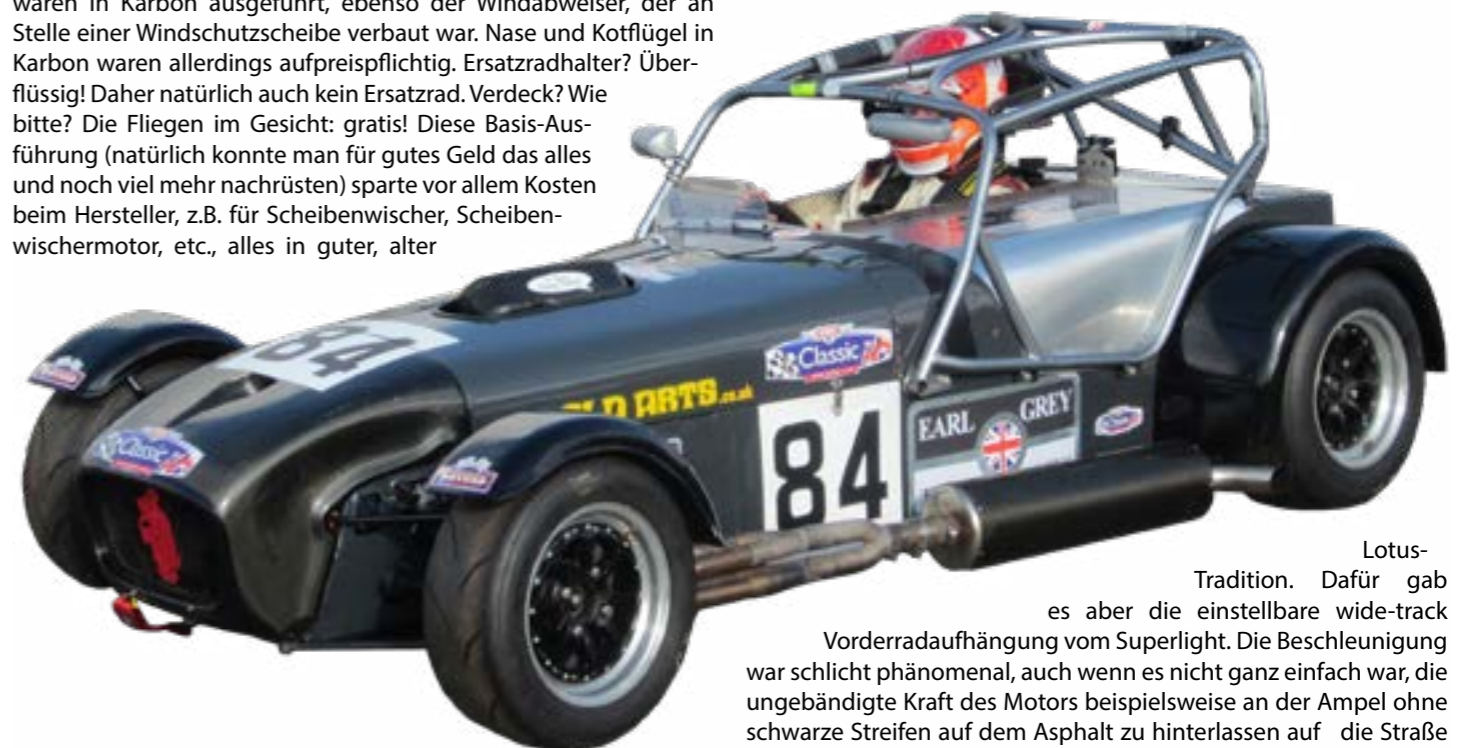 waren in Karbon ausgeführt, ebenso der Windabweiser, der an
Stelle einer Windschutzscheibe verbaut war. Nase und Kotflügel in
Karbon waren allerdings aufpreispflichtig. Ersatzradhalter? Über-
flüssig! Daher natürlich auch kein Ersatzrad. Verdeck? Wie
bitte? Die Fliegen im Gesicht: gratis! Diese Basis-Aus-
führung (natürlich konnte man für gutes Geld das alles
und noch viel mehr nachrüsten) sparte vor allem Kosten
beim Hersteller, z.B. für Scheibenwischer, Scheiben-
wischermotor, etc., alles in guter, alter
84
Classic
Classic
ARTS.co.uk
84
EARL GREY
Lotus-
Tradition. Dafür gab
es aber die einstellbare wide-track
Vorderradaufhängung vom Superlight. Die Beschleunigung
war schlicht phänomenal, auch wenn es nicht ganz einfach war, die
ungebändigte Kraft des Motors beispielsweise an der Ampel ohne
schwarze Streifen auf dem Asphalt zu hinterlassen auf die Straße